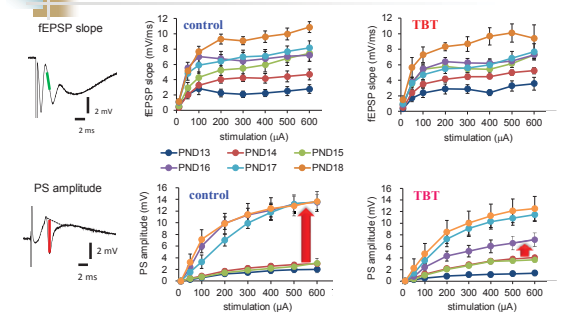 fEPSP slope
2 mV
2 ms
control
fEPSP slope (mV/ms)
12
10
8
6
4
2
0
0 100 200 300 400 500 600
stimulation (µA)
TBT
fEPSP slope (mV/ms)
12
10
8
6
4
2
0
0 100 200 300 400 500 600
stimulation (µA)
PND13 PND14 PND15
PND16 PND17 PND18
PS amplitude
2 mV
2 ms
control
PS amplitude (mV)
16
14
12
10
8
6
4
2
0
0 100 200 300 400 500 600
stimulation (µA)
TBT
PS amplitude (mV)
16
14
12
10
8
6
4
2
0
0 100 200 300 400 500 600
stimulation (µA)